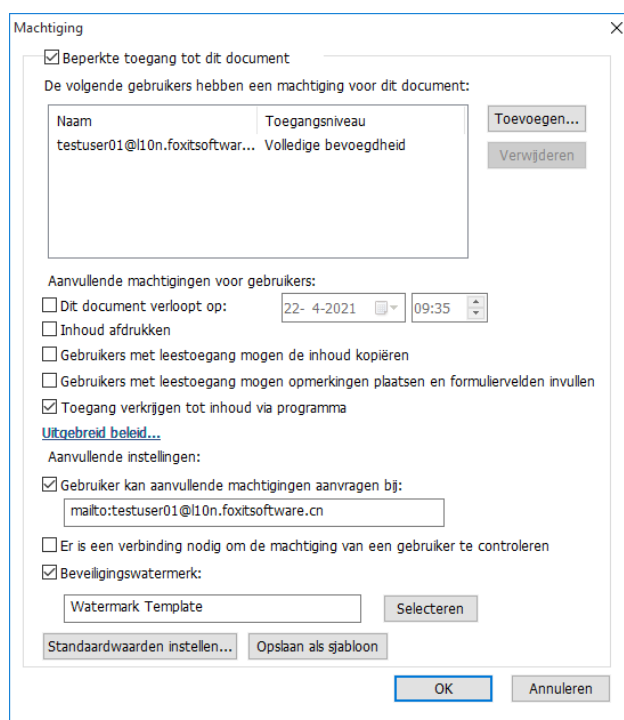 Machtiging
Beperkte toegang tot dit document
De volgende gebruikers hebben een machtiging voor dit document:
Naam Toegangsniveau
testuser01@l10n.foxitsoftwar... Volledige bevoegdheid
Toevoegen...
Verwijderen
Aanvullende machtigingen voor gebruikers:
Dit document verloopt op: 22- 4-2021 09:35
Inhoud afdrukken
Gebruikers met leestoegang mogen de inhoud kopiëren
Gebruikers met leestoegang mogen opmerkingen plaatsen en formuliervelden invullen
Toegang verkrijgen tot inhoud via programma
Uitgebreid beleid...
Aanvullende instellingen:
Gebruiker kan aanvullende machtigingen aanvragen bij:
mailto:testuser01@l10n.foxitsoftware.cn
Er is een verbinding nodig om de machtiging van een gebruiker te controleren
Beveiligingswatermerk:
Watermark Template Selecteren
Standaardwaarden instellen... Opslaan als sjabloon
OK Annuleren